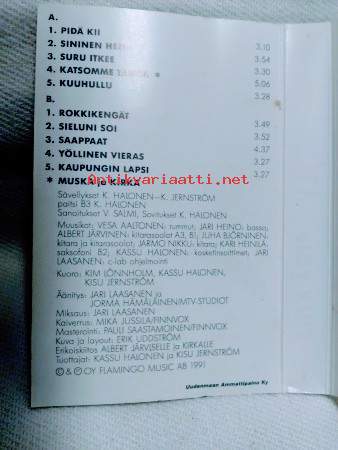 A.
1. PIDÄ KII
2. SININEN 3.10
3. SURU ITKEE 3.54
4. KATSOMME * 3.30
5. KUUHULLU 5.06
3.28
B.
1. ROKKIKENGÄT
2. SIELUNI SOI 3.49
3. SAAPPAAT 3.52
4. YÖLLINEN VIERAS 4.37
5. KAUPUNGIN LAPSI 3.27
* MUSKA ja KIRKA 3.27
Antikvariaatti.net
Sävellykset K. HALONEN—K. JERNSTRÖM
paitsi B3 K. HALONEN
Sanoitukset V. SALMI, Sovitukset K. HALONEN
Muusikot: VESA AALTONEN: rummut, JARI HEINO: basso,
ALBERT JÄRVINEN: kitarasoolot A3, B1, JUHA BJÖRNINEN:
kitara ja kitarasoolot; JARMO NIKKU: kitara; KARI HEINILÄ:
saksofoni B2; KASSU HALONEN: koskettinsoittimet; JARI
LAASANEN: c-lab ohjelmointi
Kuoro: KIM LÖNNHOLM, KASSU HALONEN,
KISU JERNSTRÖM
Äänitys: JARI LAASANEN ja
JORMA HÄMÄLÄINEN/MTV-STUDIOT
Miksaus: JARI LAASANEN
Kaiverrus: MIKA JUSSILA/FINNVOX
Masterointi: PAULI SAASTAMOINEN/FINNVOX
Kuva ja layout: ERIK UDDSTRÖM
Erikoiskiitos ALBERT JÄRVISELLE ja KIRKALLE
Tuottajat: KASSU HALONEN ja KISU JERNSTRÖM
© & ℗ OY FLAMINGO MUSIC AB 1991
Uudenmaan Ammattipaino Ky